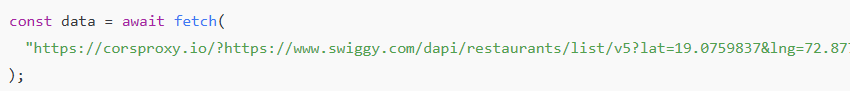 const data = await fetch(
"https://corsproxy.io/?https://www.swiggy.com/dapi/restaurants/list/v5?lat=19.0759837&lng=72.877
);